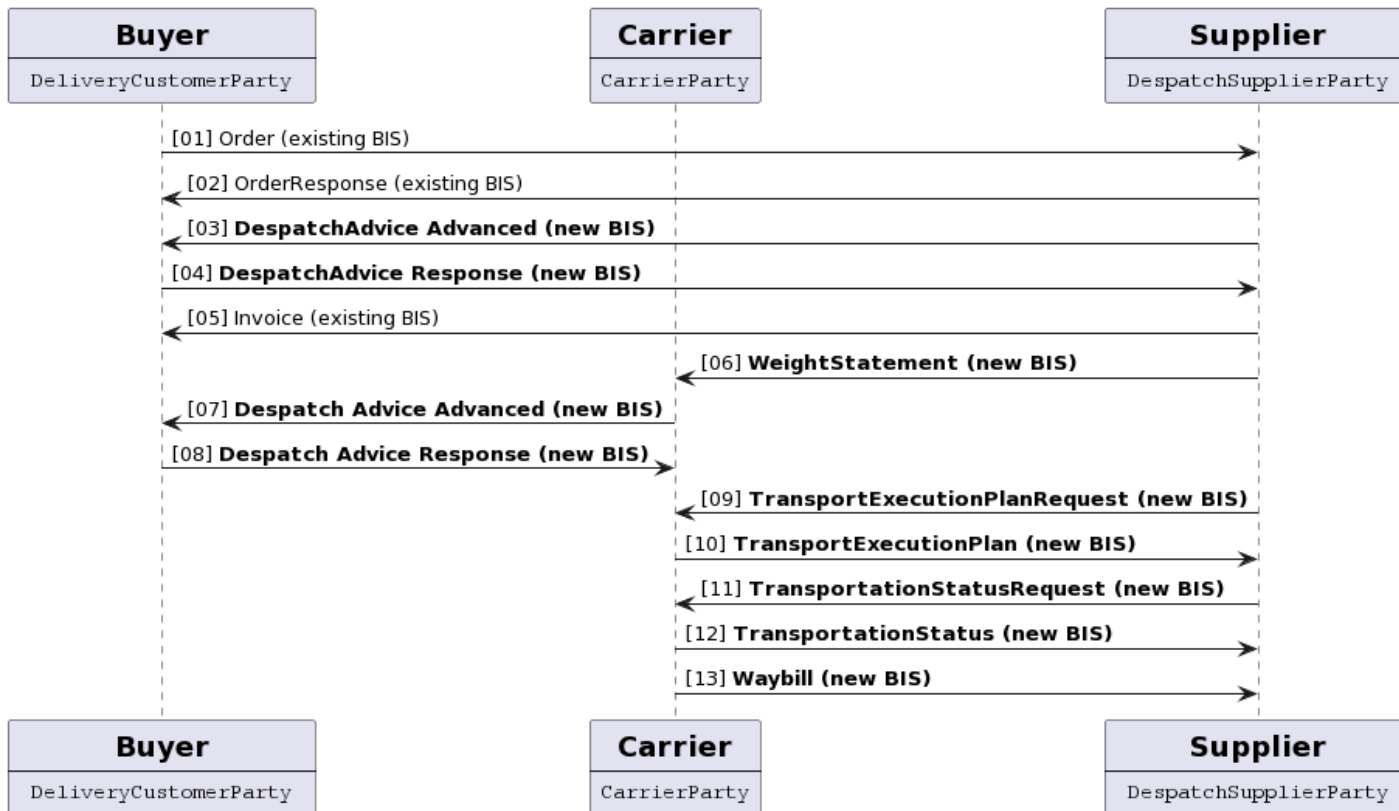 Buyer
DeliveryCustomerParty
Carrier
CarrierParty
Supplier
DespatchSupplierParty
[01] Order (existing BIS)
[02] OrderResponse (existing BIS)
[03] DespatchAdvice Advanced (new BIS)
[04] DespatchAdvice Response (new BIS)
[05] Invoice (existing BIS)
[06] WeightStatement (new BIS)
[07] Despatch Advice Advanced (new BIS)
[08] Despatch Advice Response (new BIS)
[09] TransportExecutionPlanRequest (new BIS)
[10] TransportExecutionPlan (new BIS)
[11] TransportationStatusRequest (new BIS)
[12] TransportationStatus (new BIS)
[13] Waybill (new BIS)
Buyer
DeliveryCustomerParty
Carrier
CarrierParty
Supplier
DespatchSupplierParty